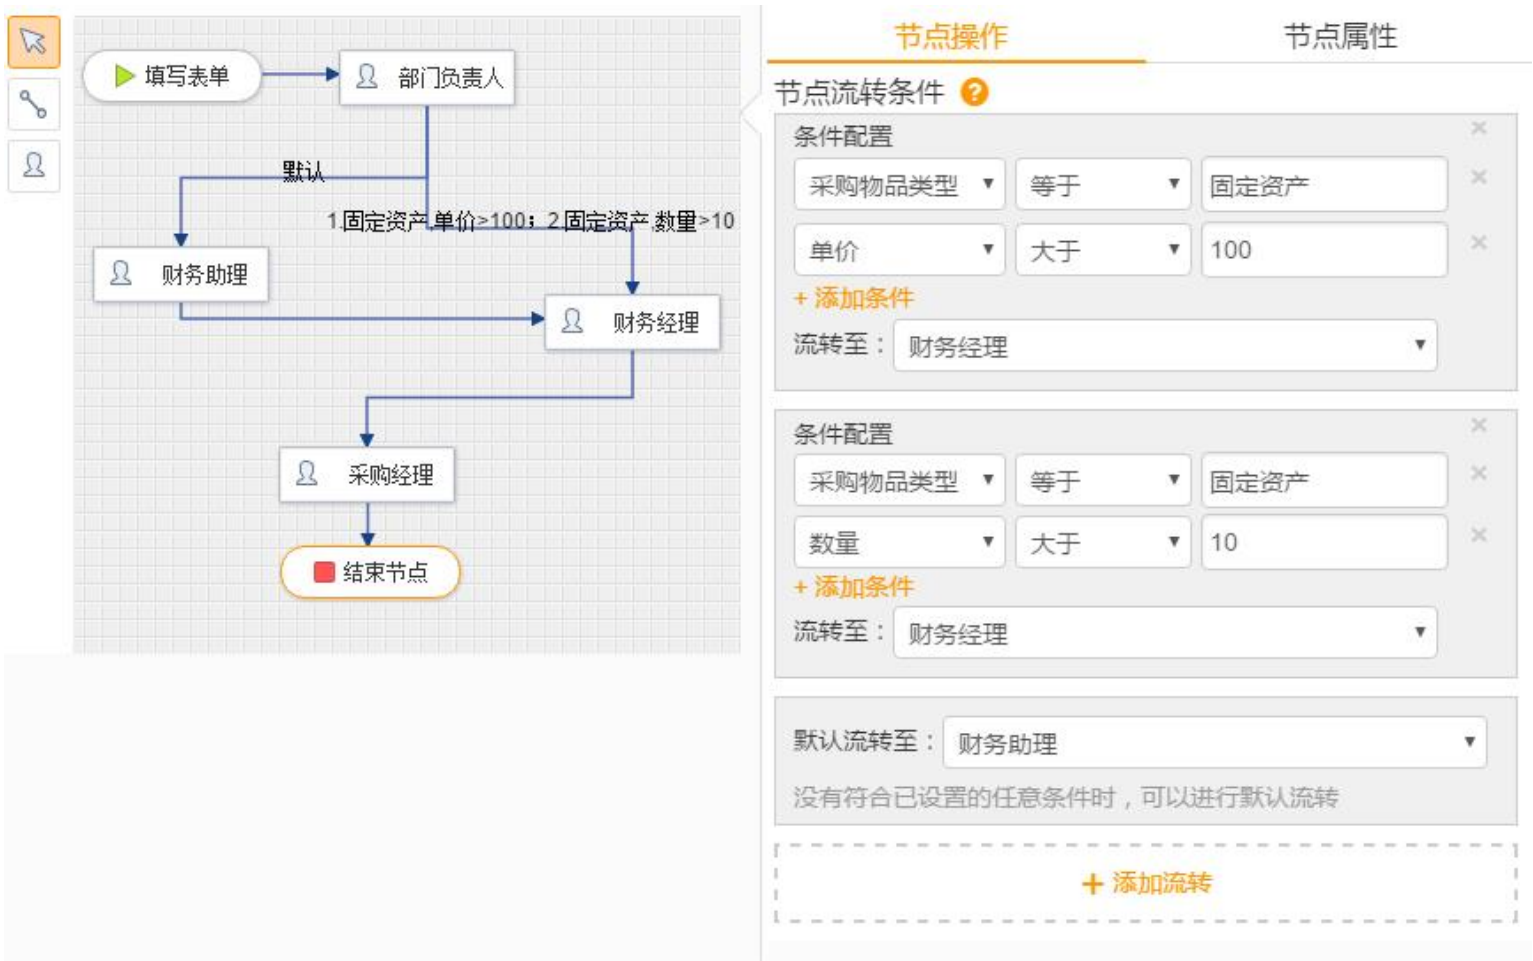 填写表单
部门负责人
默认
1.固定资产,单价>100；2.固定资产,数量>10
财务助理
财务经理
采购经理
结束节点
节点操作 节点属性
节点流转条件 ?
条件配置
采购物品类型 等于 固定资产
单价 大于 100
+ 添加条件
流转至： 财务经理
条件配置
采购物品类型 等于 固定资产
数量 大于 10
+ 添加条件
流转至： 财务经理
默认流转至： 财务助理
没有符合已设置的任意条件时，可以进行默认流转
+ 添加流转